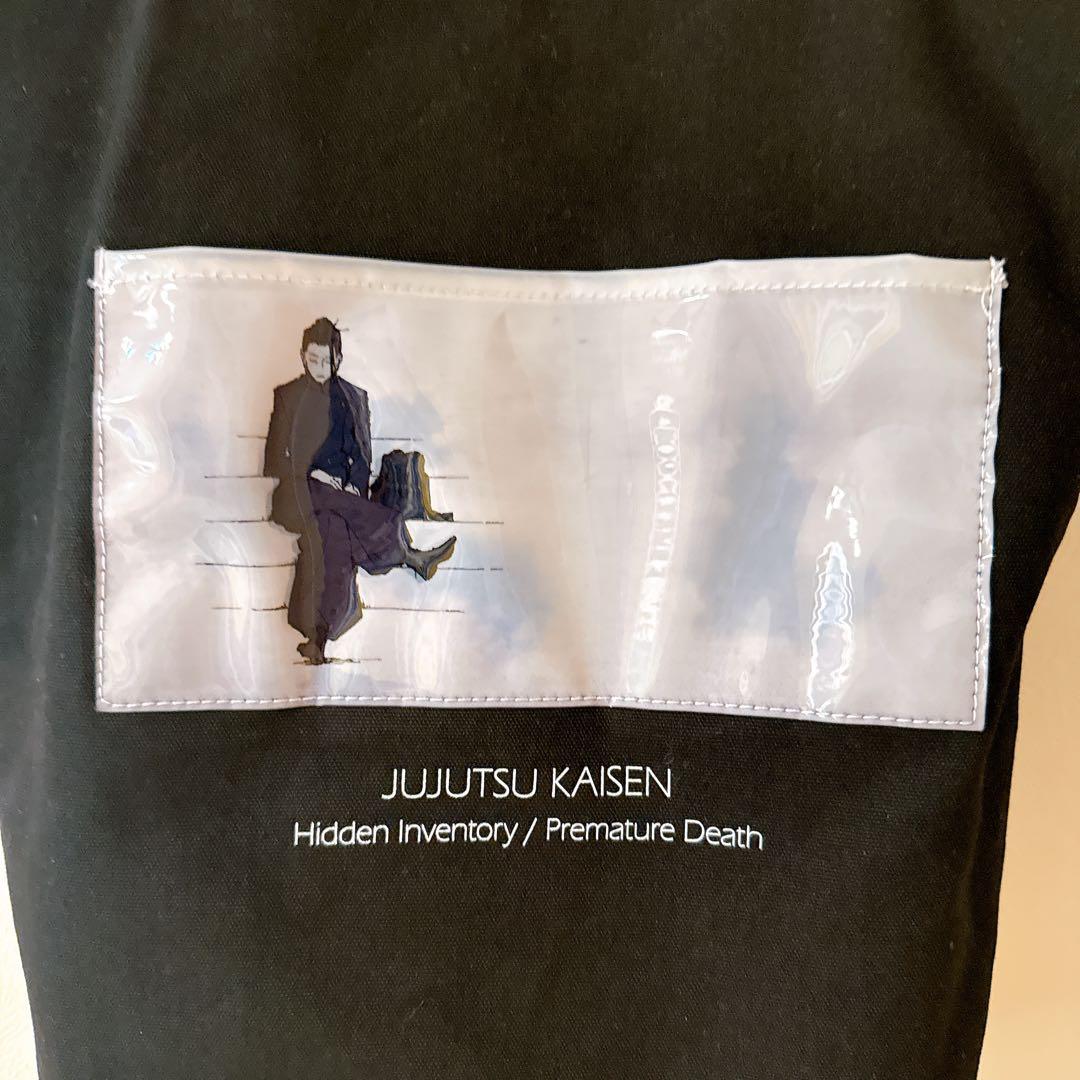 JUJUTSU KAISEN
Hidden Inventory / Premature Death